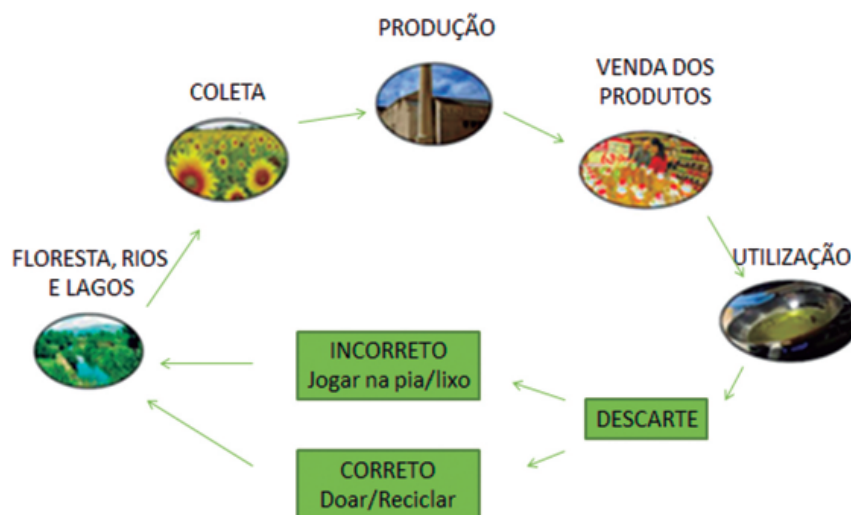 PRODUÇÃO
COLETA
VENDA DOS
PRODUTOS
FLORESTA, RIOS
E LAGOS
UTILIZAÇÃO
INCORRETO
Jogar na pia/lixo
DESCARTE
CORRETO
Doar/Reciclar